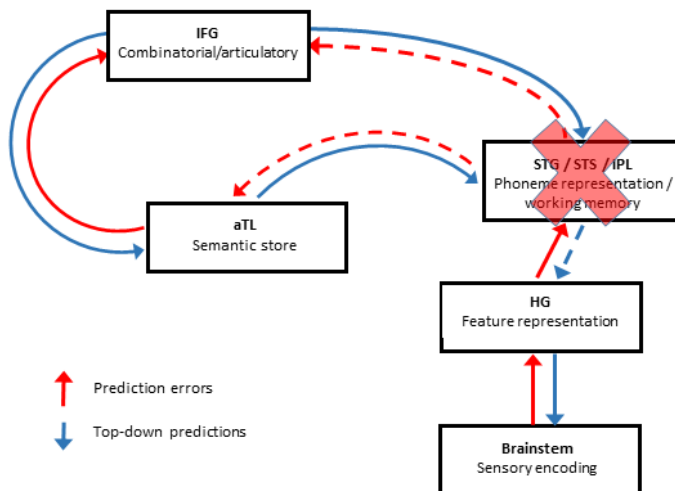 IFG
Combinatorial/articulatory
STG / STS / IPL
Phoneme representation /
working memory
aTL
Semantic store
HG
Feature representation
Prediction errors
Top-down predictions
Brainstem
Sensory encoding